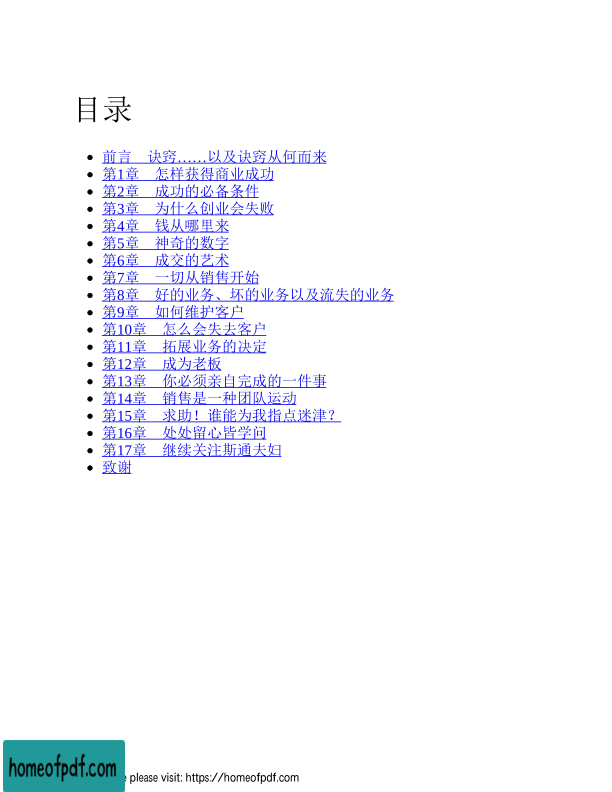 目录
前言　诀窍……以及诀窍从何而来
第1章　怎样获得商业成功
第2章　成功的必备条件
第3章　为什么创业会失败
第4章　钱从哪里来
第5章　神奇的数字
第6章　成交的艺术
第7章　一切从销售开始
第8章　好的业务、坏的业务以及流失的业务
第9章　如何维护客户
第10章　怎么会失去客户
第11章　拓展业务的决定
第12章　成为老板
第13章　你必须亲自完成的一件事
第14章　销售是一种团队运动
第15章　求助！谁能为我指点迷津？
第16章　处处留心皆学问
第17章　继续关注斯通夫妇
致谢
homeofpdf.com
please visit: https://homeofpdf.com